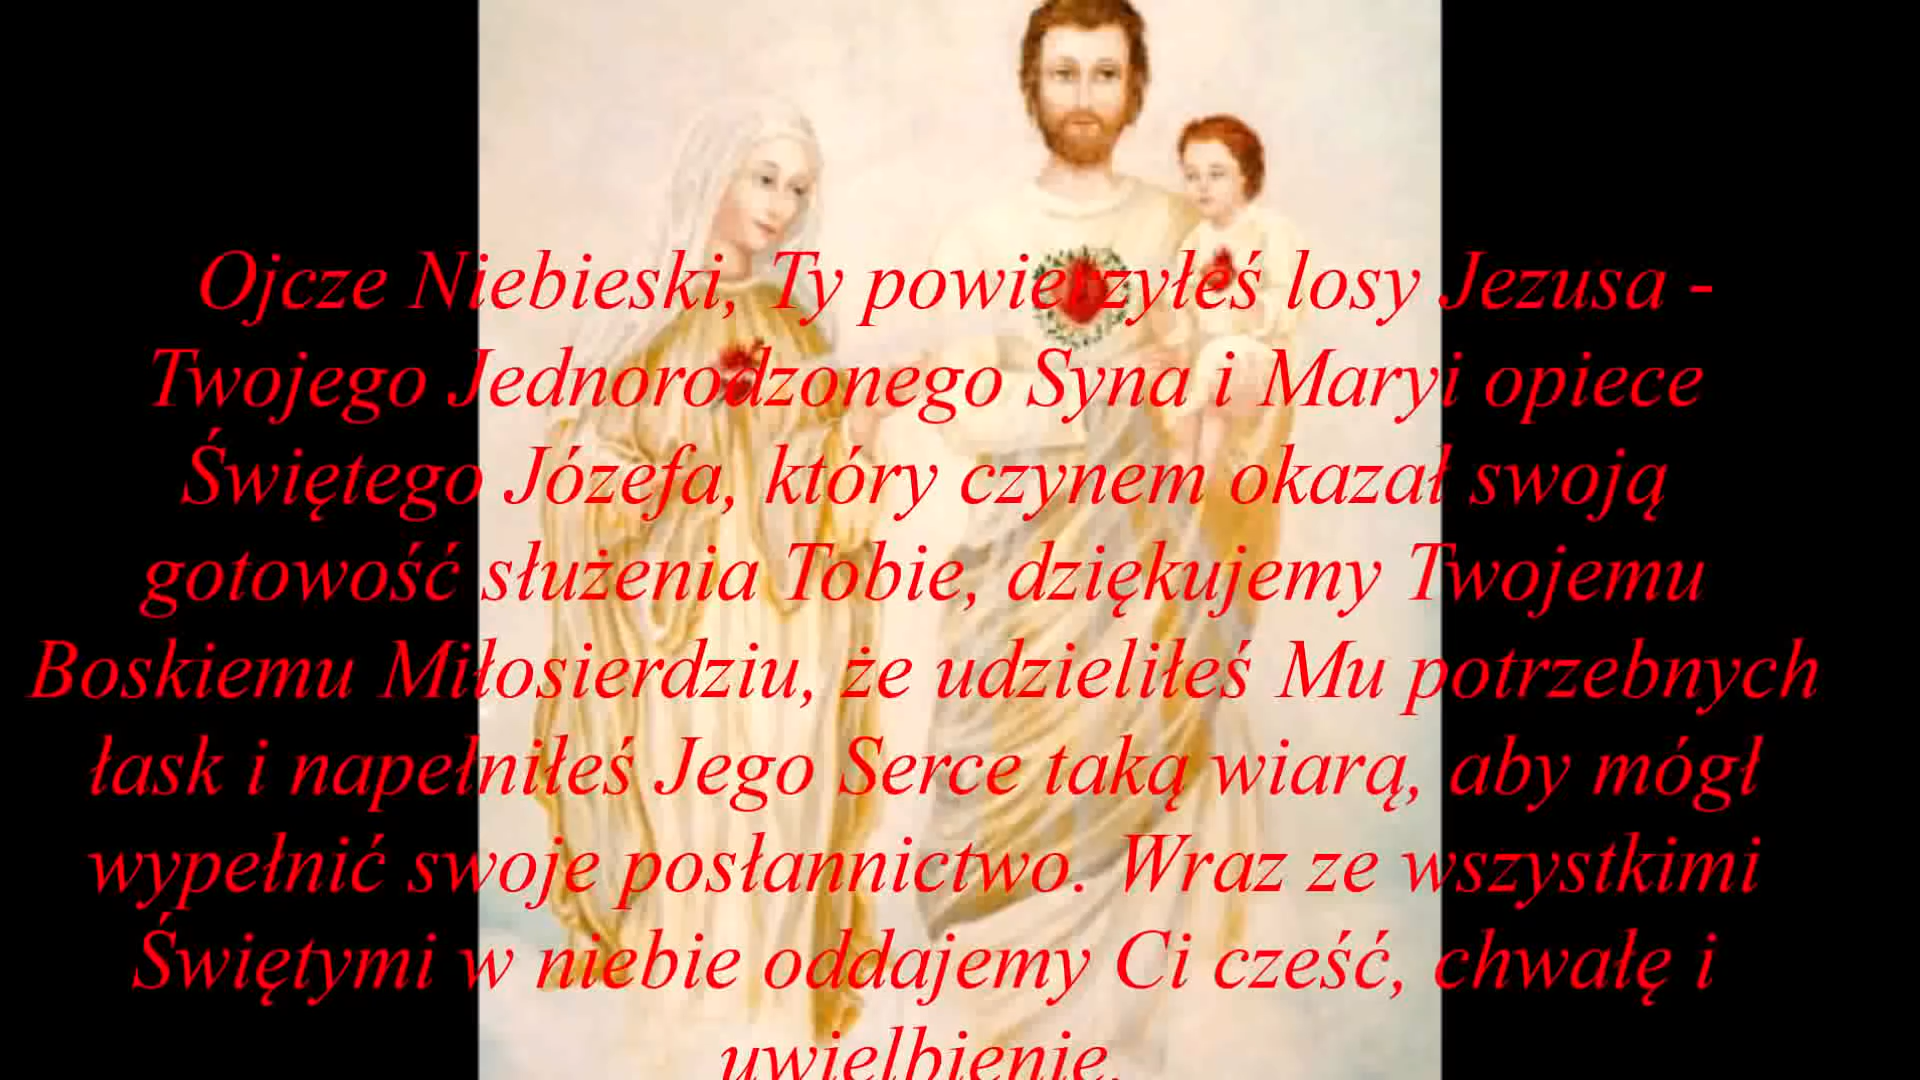 Ojcze Niebieski, Ty powierzyłeś losy Jezusa -
Twojego Jednorodzonego Syna i Maryi opiece
Świętego Józefa, który czynem okazał swoją
gotowość służenia Tobie, dziękujemy Twojemu
Boskiemu Miłosierdziu, że udzieliłeś Mu potrzebnych
łask i napełniłeś Jego Serce taką wiarą, aby mógł
wypełnić swoje posłannictwo. Wraz ze wszystkimi
Świętymi w niebie oddajemy Ci cześć, chwałę i
uwielbienie.